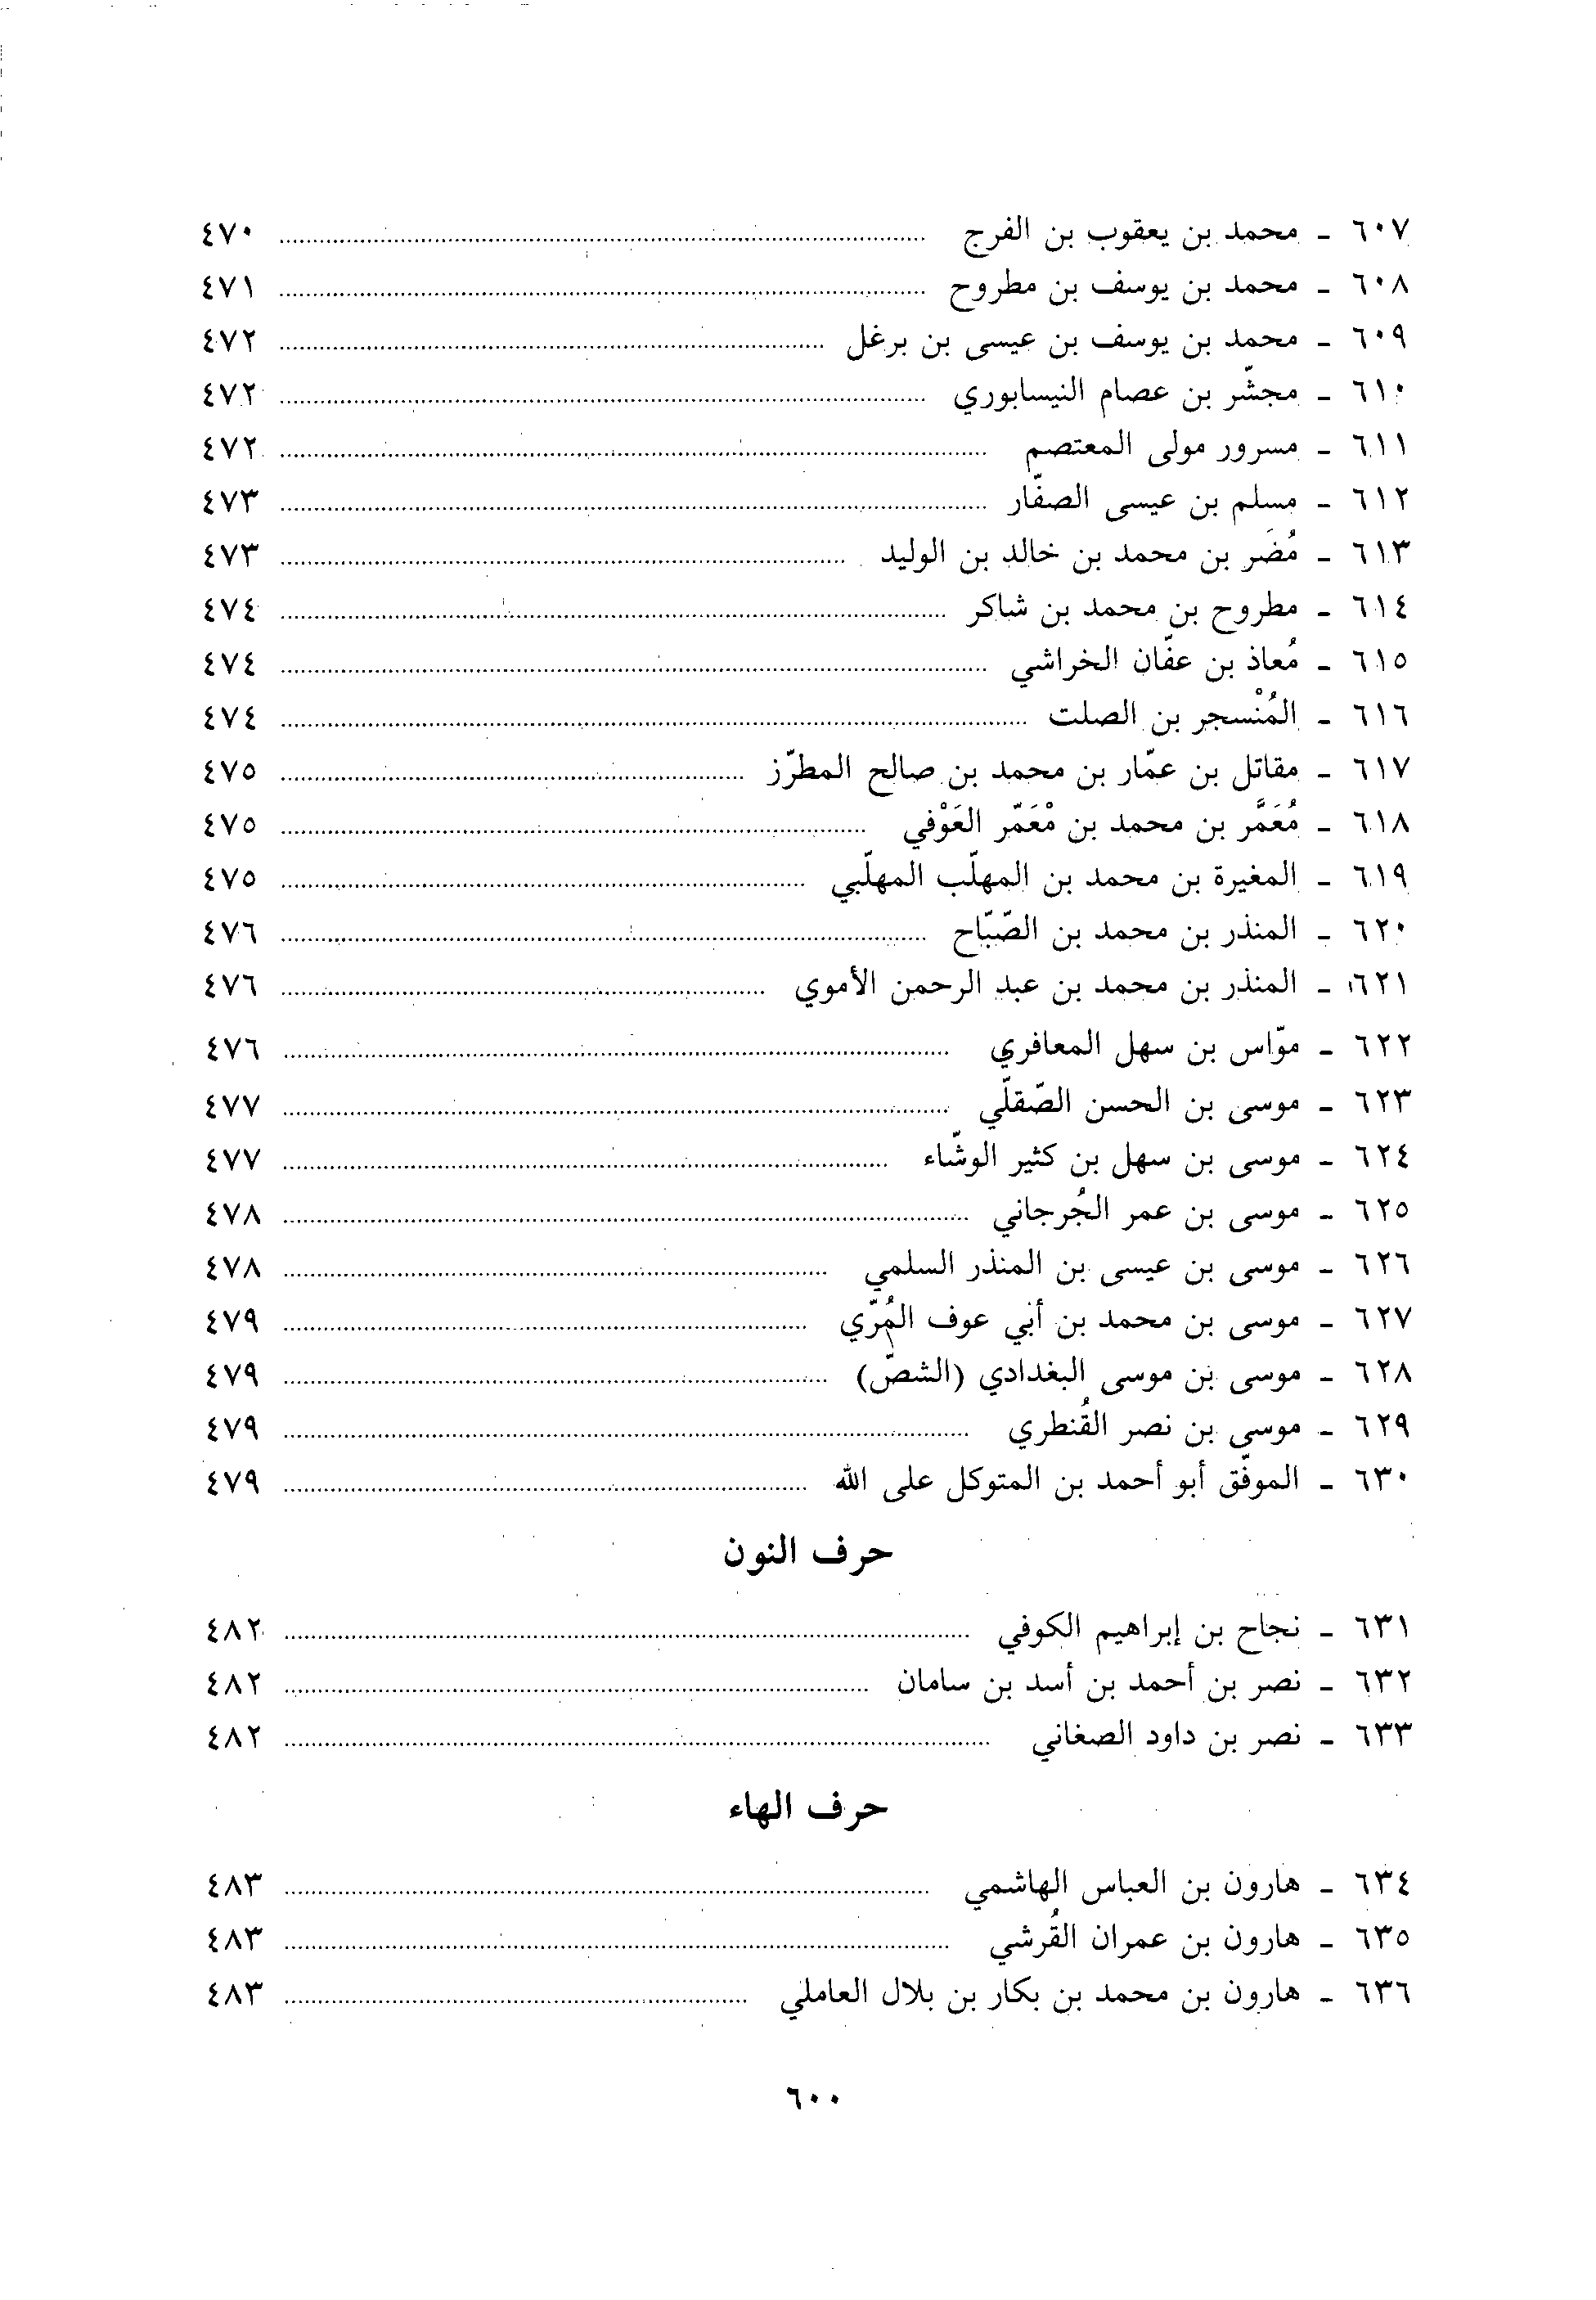 ٦٠٧ - محمد بن يعقوب بن الفرج ........ ٤٧٠
٦٠٨ - محمد بن يوسف بن مطروح ........ ٤٧١
٦٠٩ - محمد بن يوسف بن عيسى بن برغل ........ ٤٧٢
٦١٠ - مجشّر بن عصام النيسابوري ........ ٤٧٢
٦١١ - مسرور مولى المعتصم ........ ٤٧٢
٦١٢ - مسلم بن عيسى الصفّار ........ ٤٧٣
٦١٣ - مُضَر بن محمد بن خالد بن الوليد ........ ٤٧٣
٦١٤ - مطروح بن محمد بن شاكر ........ ٤٧٤
٦١٥ - مُعاذ بن عفّان الخراشي ........ ٤٧٤
٦١٦ - المُنْسجر بن الصلت ........ ٤٧٤
٦١٧ - مقاتل بن عمّار بن محمد بن صالح المطرّز ........ ٤٧٥
٦١٨ - مُعَمَّر بن محمد بن مْعَمّر العَوْفي ........ ٤٧٥
٦١٩ - المغيرة بن محمد بن المهلّب المهلّبي ........ ٤٧٥
٦٢٠ - المنذر بن محمد بن الصّبّاح ........ ٤٧٦
٦٢١ - المنذر بن محمد بن عبد الرحمن الأموي ........ ٤٧٦
٦٢٢ - موّاس بن سهل المعافري ........ ٤٧٦
٦٢٣ - موسى بن الحسن الصّقلّي ........ ٤٧٧
٦٢٤ - موسى بن سهل بن كثير الوشّاء ........ ٤٧٧
٦٢٥ - موسى بن عمر الجُرجاني ........ ٤٧٨
٦٢٦ - موسى بن عيسى بن المنذر السلمي ........ ٤٧٨
٦٢٧ - موسى بن محمد بن أبي عوف المُرّي ........ ٤٧٩
٦٢٨ - موسى بن موسى البغدادي (الشصّ) ........ ٤٧٩
٦٢٩ - موسى بن نصر القُنطري ........ ٤٧٩
٦٣٠ - الموفّق أبو أحمد بن المتوكل على الله ........ ٤٧٩
حرف النون
٦٣١ - نجاح بن إبراهيم الكوفي ........ ٤٨٢
٦٣٢ - نصر بن أحمد بن أسد بن سامان ........ ٤٨٢
٦٣٣ - نصر بن داود الصغاني ........ ٤٨٢
حرف الهاء
٦٣٤ - هارون بن العباس الهاشمي ........ ٤٨٣
٦٣٥ - هارون بن عمران القُرشي ........ ٤٨٣
٦٣٦ - هارون بن محمد بن بكار بن بلال العاملي ........ ٤٨٣
٦٠٠